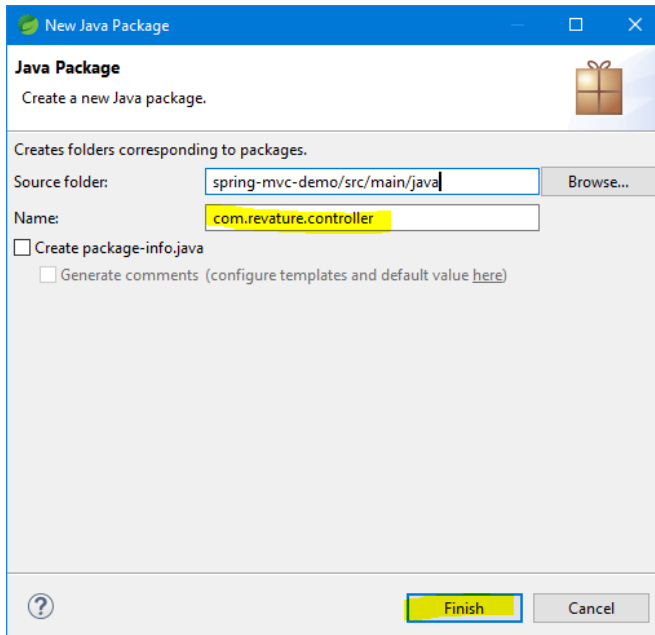 New Java Package
Java Package
Create a new Java package.
Creates folders corresponding to packages.
Source folder: spring-mvc-demo/src/main/java Browse...
Name: com.revature.controller
Create package-info.java
Generate comments (configure templates and default value here)
? Finish Cancel